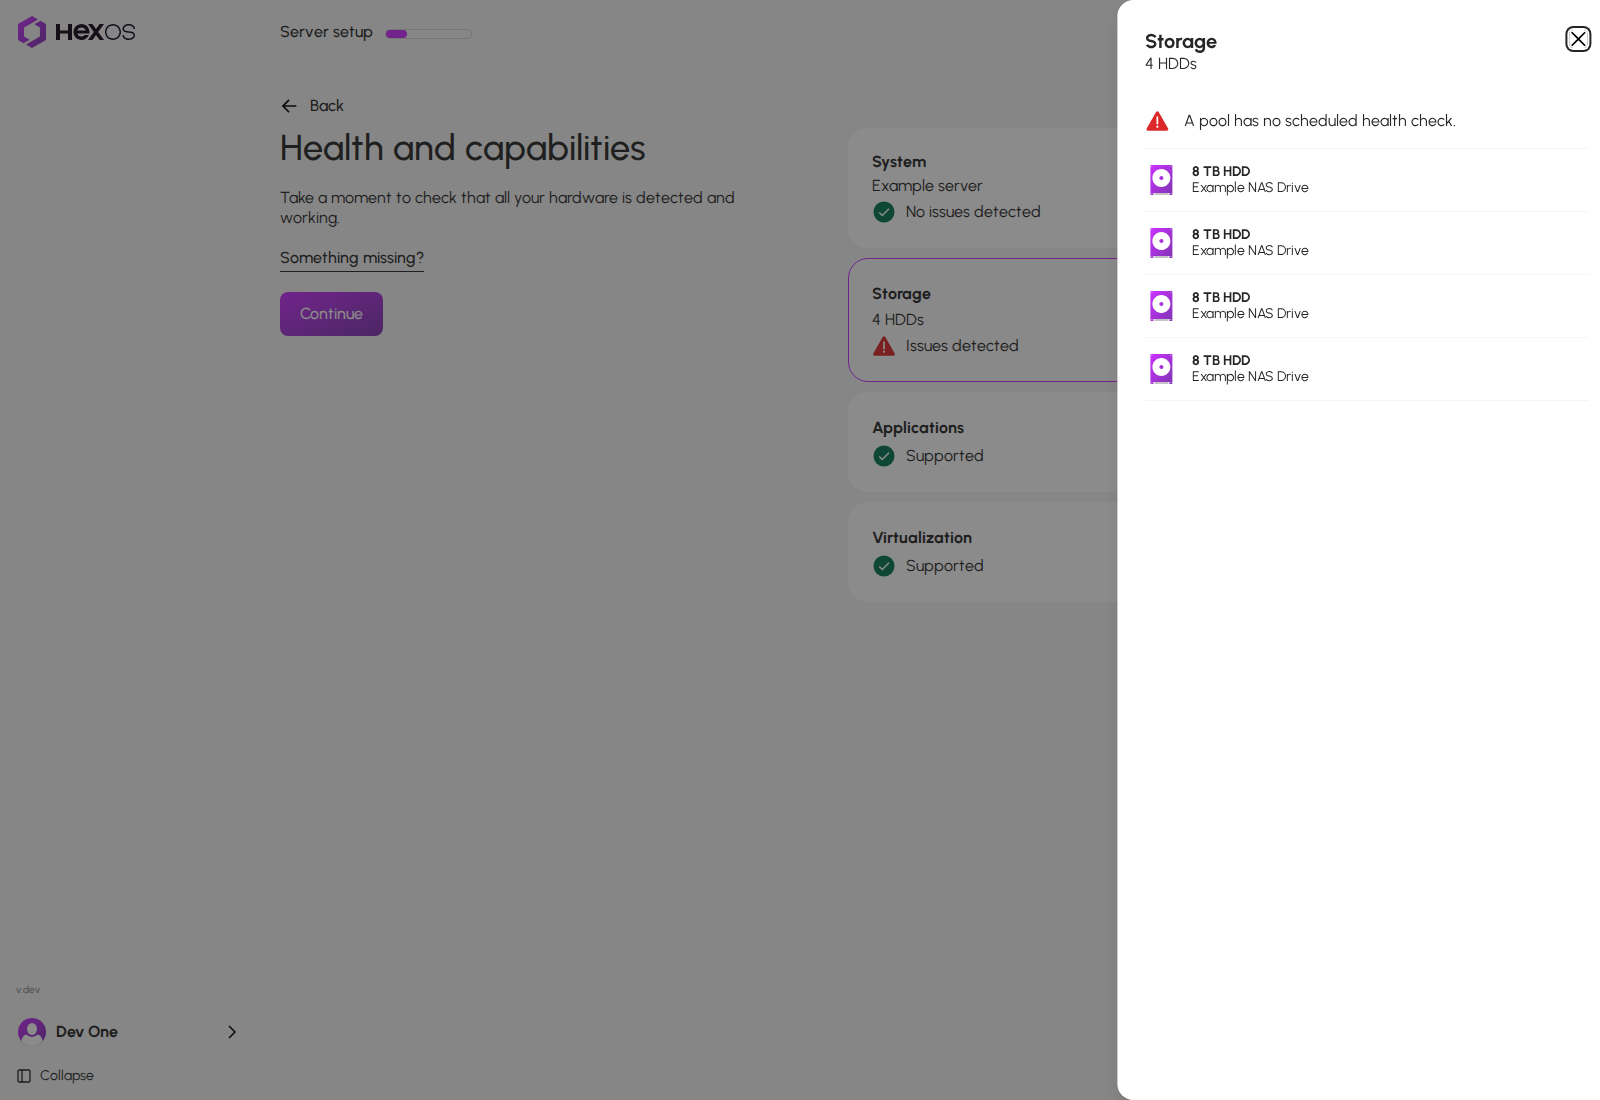 HexOS
Server setup
Back
Health and capabilities
Take a moment to check that all your hardware is detected and
working.
Something missing?
Continue
System
Example server
No issues detected
Storage
4 HDDs
Issues detected
Applications
Supported
Virtualization
Supported
v.dev
Dev One
Collapse
Storage
4 HDDs
A pool has no scheduled health check.
8 TB HDD
Example NAS Drive
8 TB HDD
Example NAS Drive
8 TB HDD
Example NAS Drive
8 TB HDD
Example NAS Drive